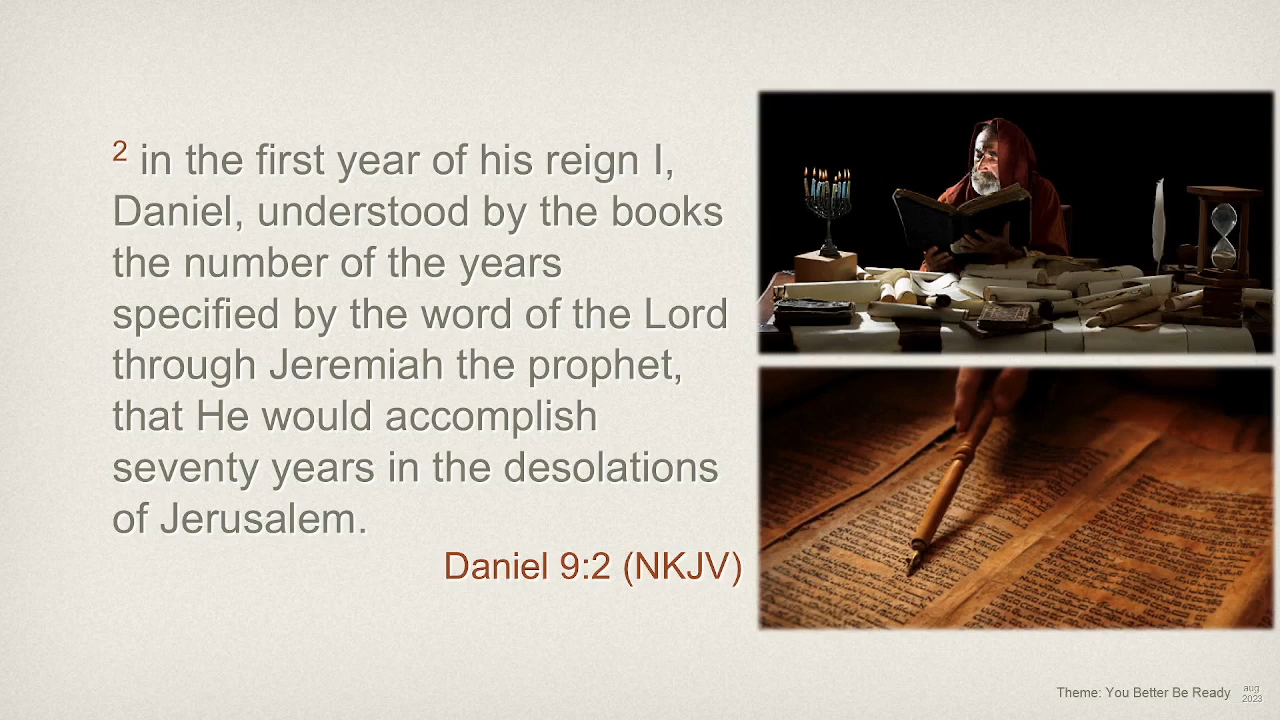 2 in the first year of his reign I,
Daniel, understood by the books
the number of the years
specified by the word of the Lord
through Jeremiah the prophet,
that He would accomplish
seventy years in the desolations
of Jerusalem.
Daniel 9:2 (NKJV)
Theme: You Better Be Ready
aug
2023